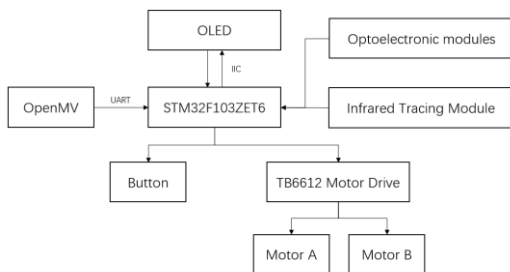 OLED
Optoelectronic modules
IIC
OpenMV
UART
STM32F103ZET6
Infrared Tracing Module
Button
TB6612 Motor Drive
Motor A
Motor B